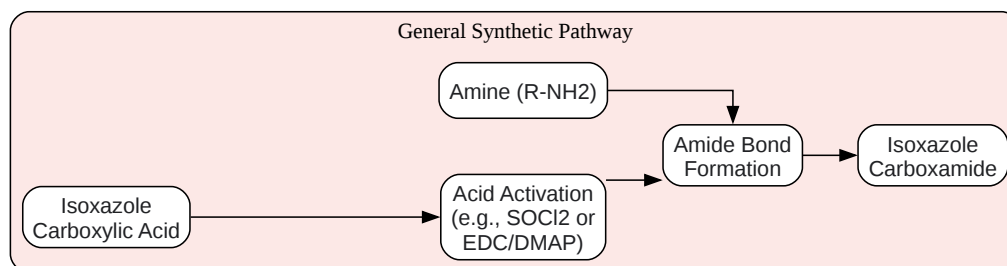 General Synthetic Pathway
Amine (R-NH2)
Amide Bond
Formation
Isoxazole
Carboxamide
Acid Activation
(e.g., SOCl2 or
EDC/DMAP)
Isoxazole
Carboxylic Acid